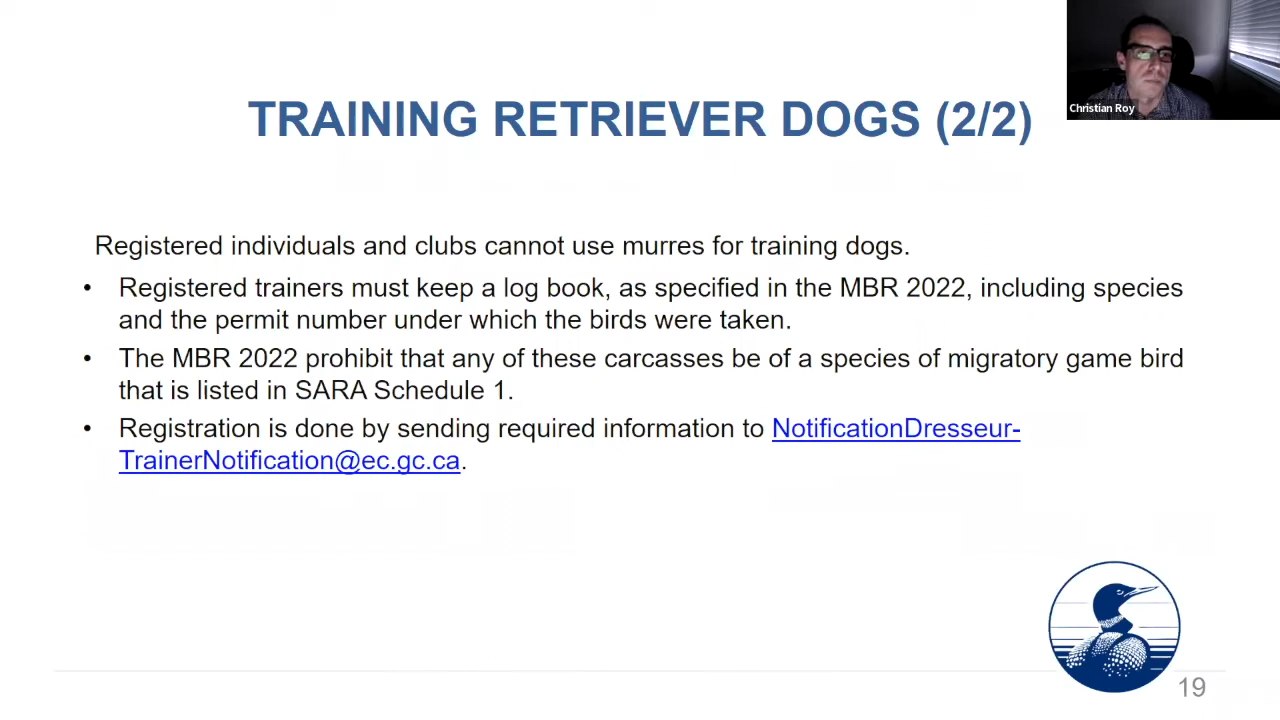 Christian Roy
TRAINING RETRIEVER DOGS (2/2)
Registered individuals and clubs cannot use murres for training dogs.
• Registered trainers must keep a log book, as specified in the MBR 2022, including species
and the permit number under which the birds were taken.
• The MBR 2022 prohibit that any of these carcasses be of a species of migratory game bird
that is listed in SARA Schedule 1.
• Registration is done by sending required information to NotificationDresseur-
TrainerNotification@ec.gc.ca.
19